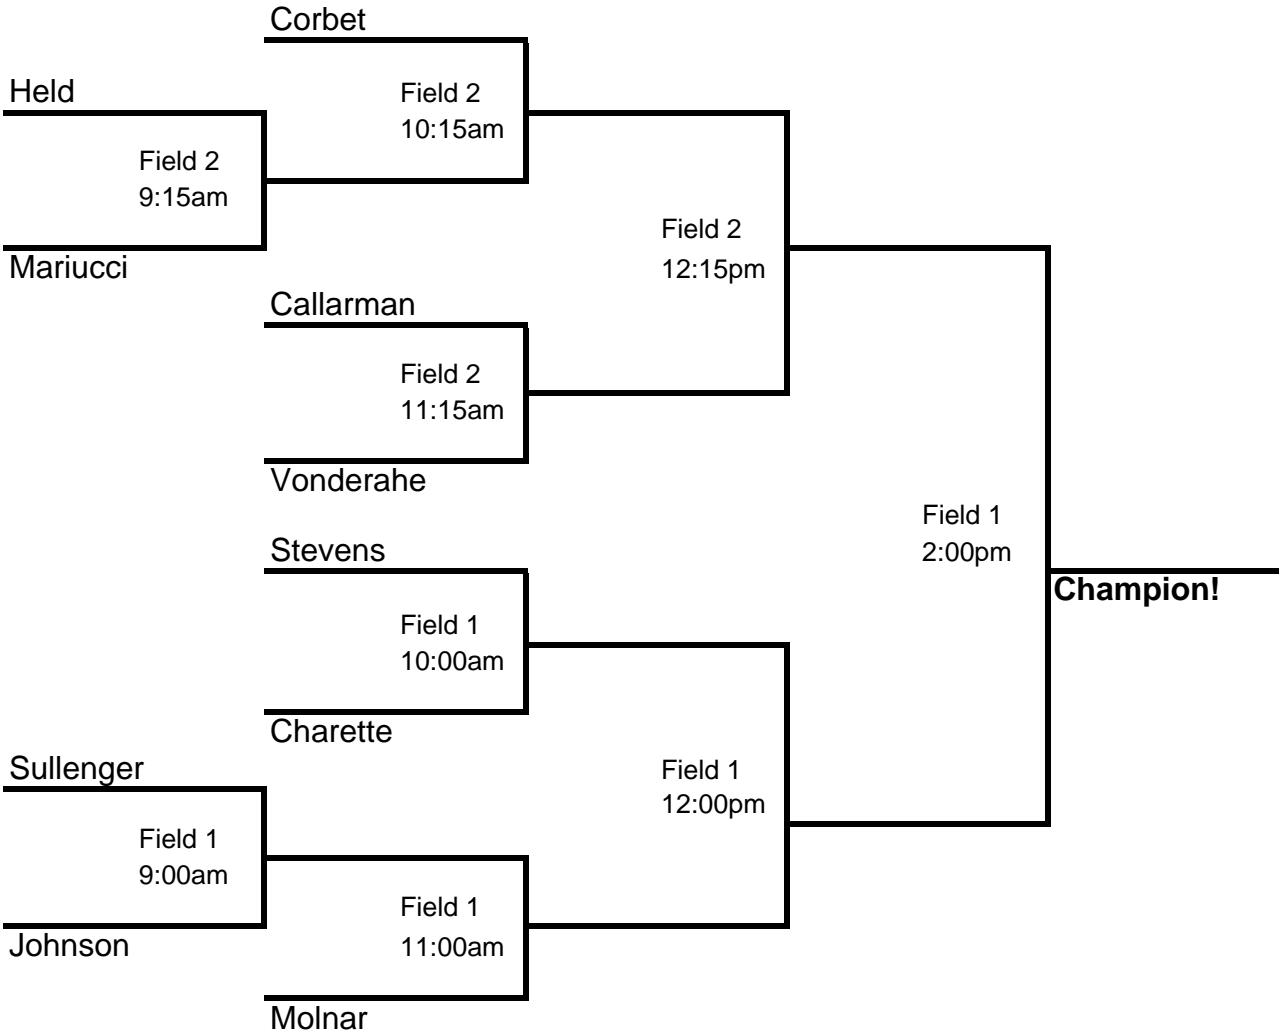 Corbet
Held
Field 2
10:15am
Field 2
9:15am
Mariucci
Field 2
12:15pm
Callarman
Field 2
11:15am
Vonderahe
Field 1
2:00pm
Champion!
Stevens
Field 1
10:00am
Charette
Sullenger
Field 1
12:00pm
Field 1
9:00am
Johnson
Field 1
11:00am
Molnar